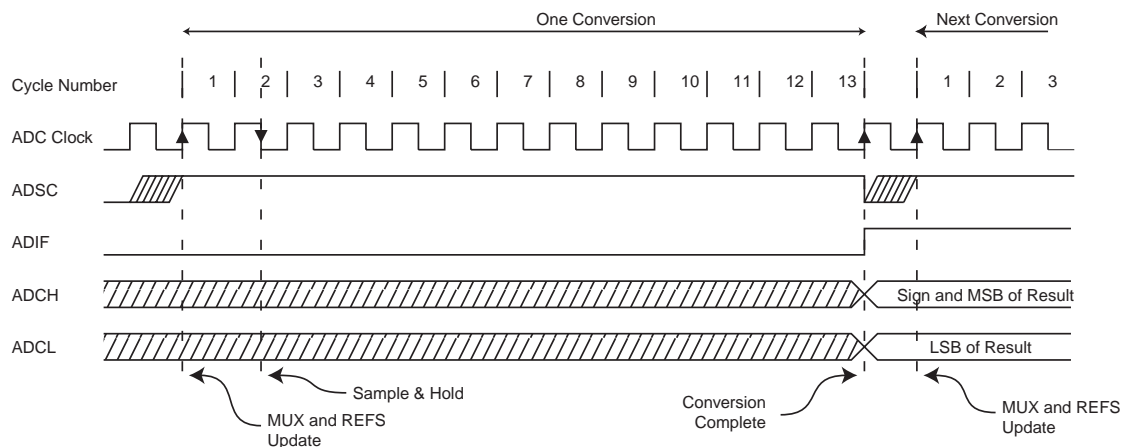 One Conversion
Next Conversion
Cycle Number
1 2 3 4 5 6 7 8 9 10 11 12 13 1 2 3
ADC Clock
ADSC
ADIF
ADCH
Sign and MSB of Result
ADCL
LSB of Result
Sample & Hold
MUX and REFS
Update
Conversion
Complete
MUX and REFS
Update